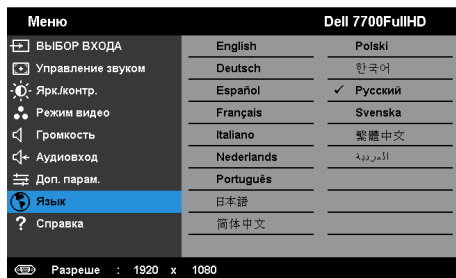 Меню Dell 7700FullHD
ВЫБОР ВХОДА
Управление звуком
Ярк./контр.
Режим видео
Громкость
Аудиовход
Доп. парам.
Язык
Справка
English
Deutsch
Español
Français
Italiano
Nederlands
Português
日本語
简体中文
Polski
한국어
✓ Русский
Svenska
繁體中文
Разреше : 1920 x 1080